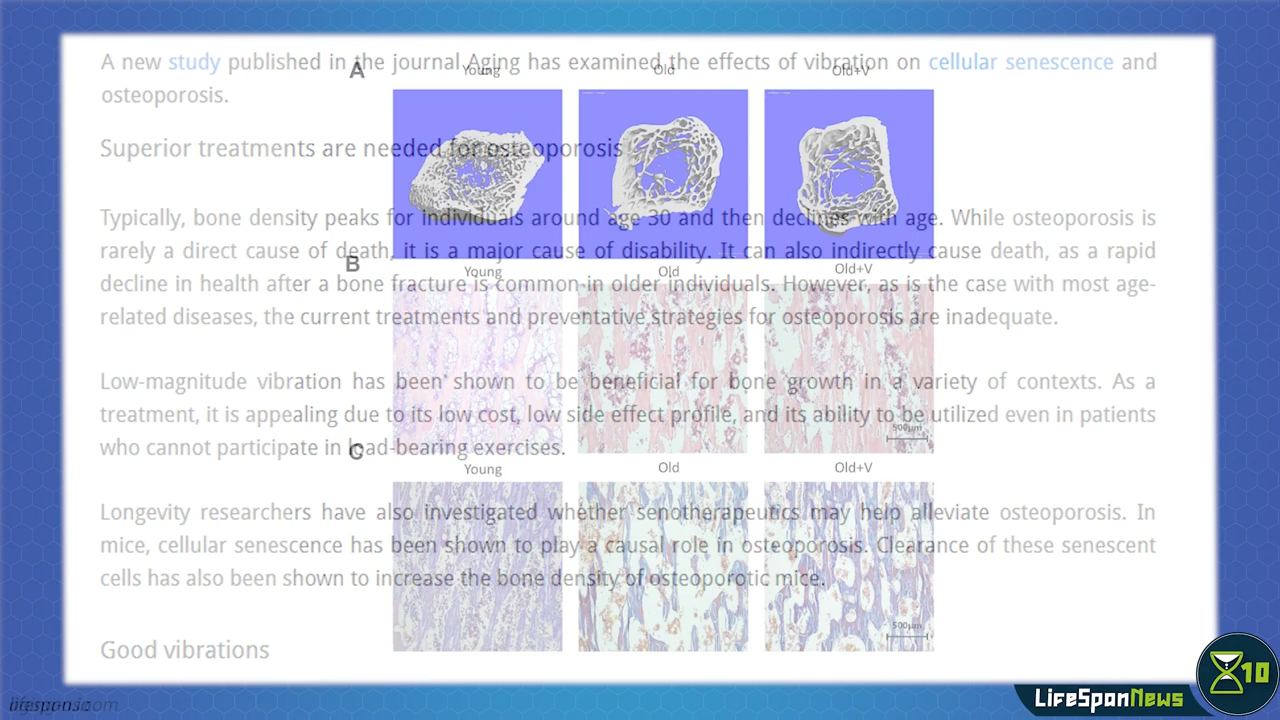 A new study published in the journal Aging has examined the effects of vibration on cellular senescence and
osteoporosis.
Superior treatments are needed for osteoporosis
Typically, bone density peaks for individuals around age 30 and then declines with age. While osteoporosis is
rarely a direct cause of death, it is a major cause of disability. It can also indirectly cause death, as a rapid
decline in health after a bone fracture is common in older individuals. However, as is the case with most age-
related diseases, the current treatments and preventative strategies for osteoporosis are inadequate.
Low-magnitude vibration has been shown to be beneficial for bone growth in a variety of contexts. As a
treatment, it is appealing due to its low cost, low side effect profile, and its ability to be utilized even in patients
who cannot participate in load-bearing exercises.
Longevity researchers have also investigated whether senotherapeutics may help alleviate osteoporosis. In
mice, cellular senescence has been shown to play a causal role in osteoporosis. Clearance of these senescent
cells has also been shown to increase the bone density of osteoporotic mice.
Good vibrations
A
Young Old Old+V
B
Young Old Old+V
500µm
C
Young Old Old+V
500µm
LifeSpanNews
10